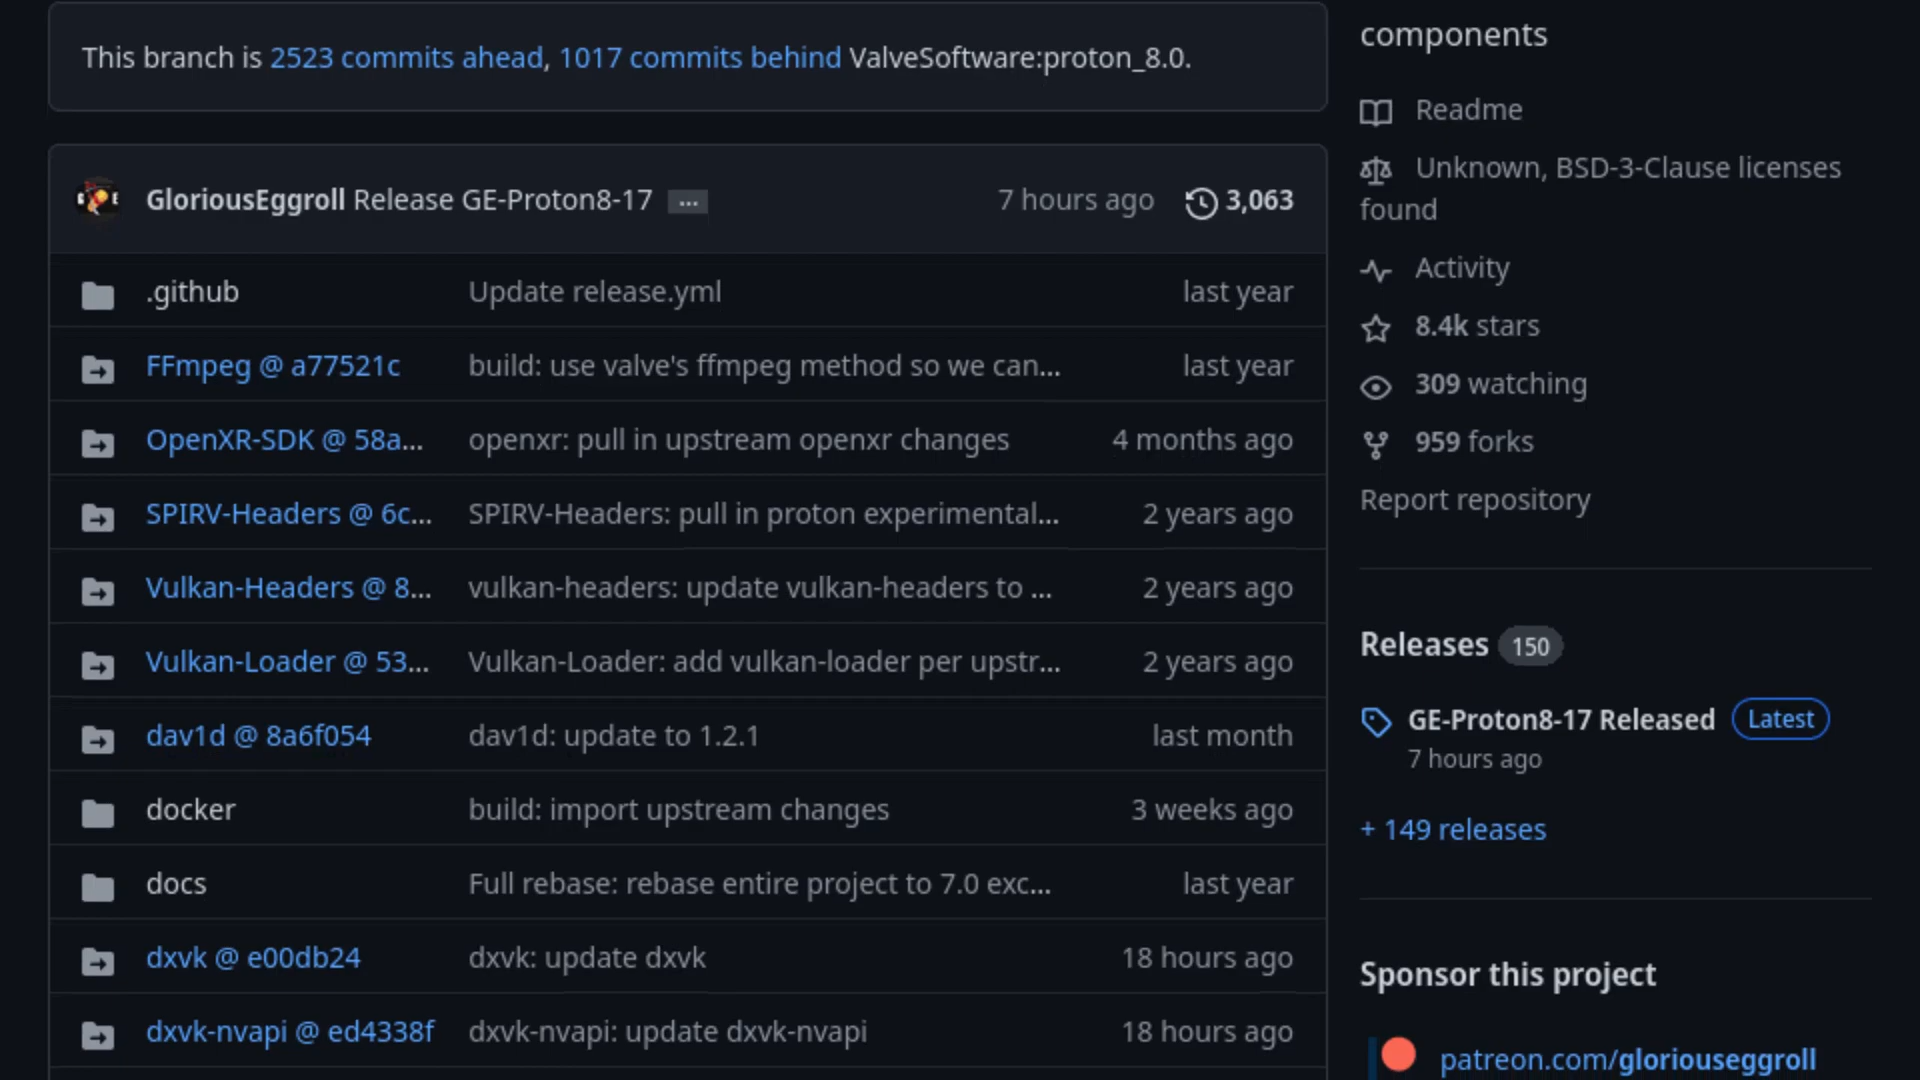 This branch is 2523 commits ahead, 1017 commits behind ValveSoftware:proton_8.0.
GloriousEggroll Release GE-Proton8-17 ... 7 hours ago 3,063
.github Update release.yml last year
FFmpeg @ a77521c build: use valve's ffmpeg method so we can... last year
OpenXR-SDK @ 58a... openxr: pull in upstream openxr changes 4 months ago
SPIRV-Headers @ 6c... SPIRV-Headers: pull in proton experimental... 2 years ago
Vulkan-Headers @ 8... vulkan-headers: update vulkan-headers to ... 2 years ago
Vulkan-Loader @ 53... Vulkan-Loader: add vulkan-loader per upstr... 2 years ago
dav1d @ 8a6f054 dav1d: update to 1.2.1 last month
docker build: import upstream changes 3 weeks ago
docs Full rebase: rebase entire project to 7.0 exc... last year
dxvk @ e00db24 dxvk: update dxvk 18 hours ago
dxvk-nvapi @ ed4338f dxvk-nvapi: update dxvk-nvapi 18 hours ago
components
Readme
Unknown, BSD-3-Clause licenses
found
Activity
8.4k stars
309 watching
959 forks
Report repository
Releases 150
GE-Proton8-17 Released Latest
7 hours ago
+ 149 releases
Sponsor this project
patreon.com/gloriouseggroll